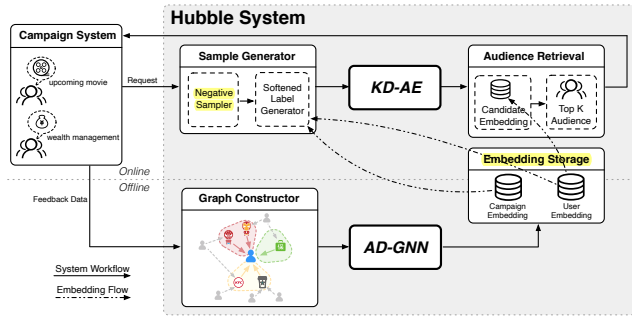 Hubble System
Campaign System
upcoming movie
wealth management
Request
Sample Generator
Negative
Sampler
Softened
Label
Generator
KD-AE
Audience Retrieval
Candidate
Embedding
Top K
Audience
Online
Offline
Feedback Data
Embedding Storage
Campaign
Embedding
User
Embedding
Graph Constructor
AD-GNN
System Workflow
Embedding Flow